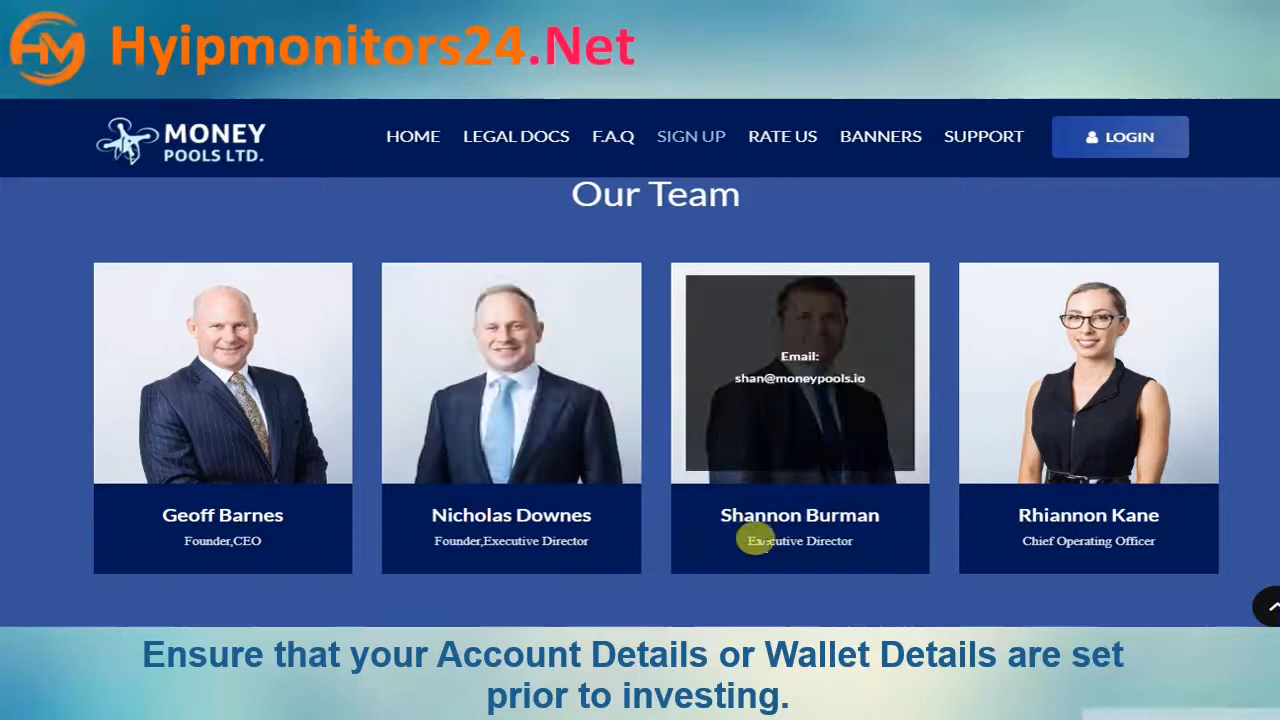 HM Hyipmonitors24.Net
MONEY
POOLS LTD.
HOME LEGAL DOCS F.A.Q SIGN UP RATE US BANNERS SUPPORT LOGIN
Our Team
Email:
shan@moneypools.io
Geoff Barnes
Founder,CEO
Nicholas Downes
Founder,Executive Director
Shannon Burman
Executive Director
Rhiannon Kane
Chief Operating Officer
Ensure that your Account Details or Wallet Details are set
prior to investing.